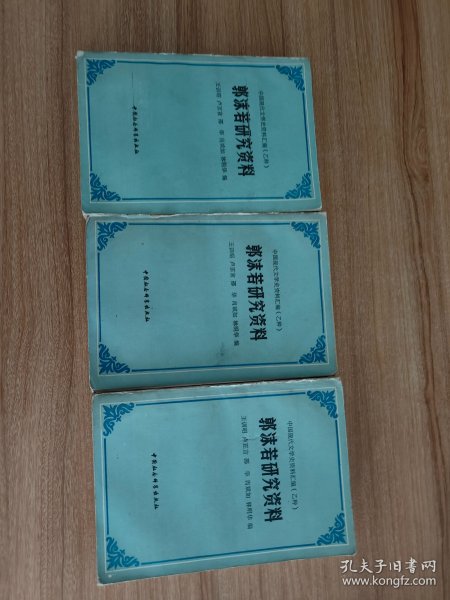 中国现代文学史资料汇编（乙种）
郭沫若研究资料
王训昭 卢正言 邵华 肖斌如 林明华 编
中国社会科学出版社
中国现代文学史资料汇编（乙种）
郭沫若研究资料
王训昭 卢正言 邵华 肖斌如 林明华 编
中国社会科学出版社
中国现代文学史资料汇编（乙种）
郭沫若研究资料
王训昭 卢正言 邵华 肖斌如 林明华 编
中国社会科学出版社
孔夫子旧书网
www.kongfz.com